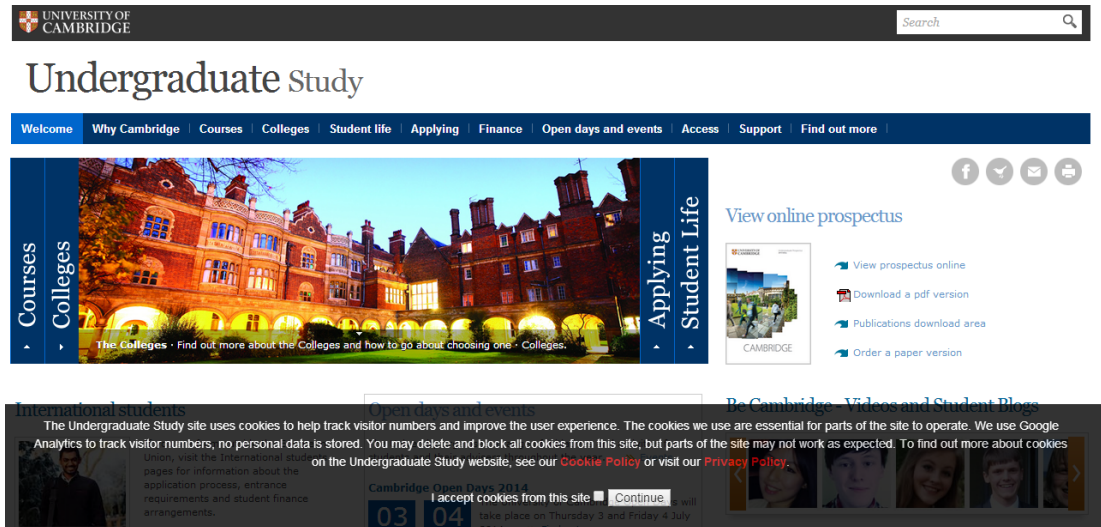 UNIVERSITY OF
CAMBRIDGE
Search
Undergraduate Study
Welcome
Why Cambridge
Courses
Colleges
Student life
Applying
Finance
Open days and events
Access
Support
Find out more
Courses
Colleges
The Colleges · Find out more about the Colleges and how to go about choosing one · Colleges.
Applying
Student Life
View online prospectus
CAMBRIDGE
View prospectus online
Download a pdf version
Publications download area
Order a paper version
International students
Union, visit the International students
pages for information about the
application process, entrance
requirements and student finance
arrangements.
Open days and events
Cambridge Open Days 2014
03 04
will
take place on Thursday 3 and Friday 4 July
Be Cambridge - Videos and Student Blogs
The Undergraduate Study site uses cookies to help track visitor numbers and improve the user experience. The cookies we use are essential for parts of the site to operate. We use Google
Analytics to track visitor numbers, no personal data is stored. You may delete and block all cookies from this site, but parts of the site may not work as expected. To find out more about cookies
on the Undergraduate Study website, see our Cookie Policy or visit our Privacy Policy.
I accept cookies from this site
Continue